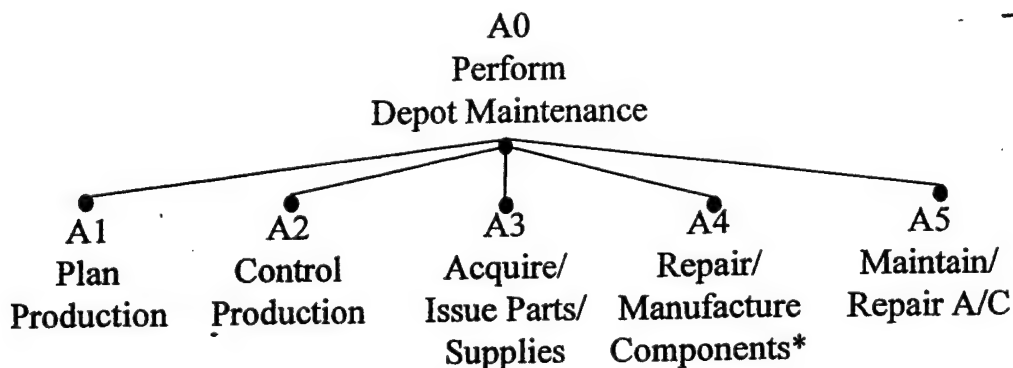 A0
Perform
Depot Maintenance
A1
Plan
Production
A2
Control
Production
A3
Acquire/
Issue Parts/
Supplies
A4
Repair/
Manufacture
Components*
A5
Maintain/
Repair A/C